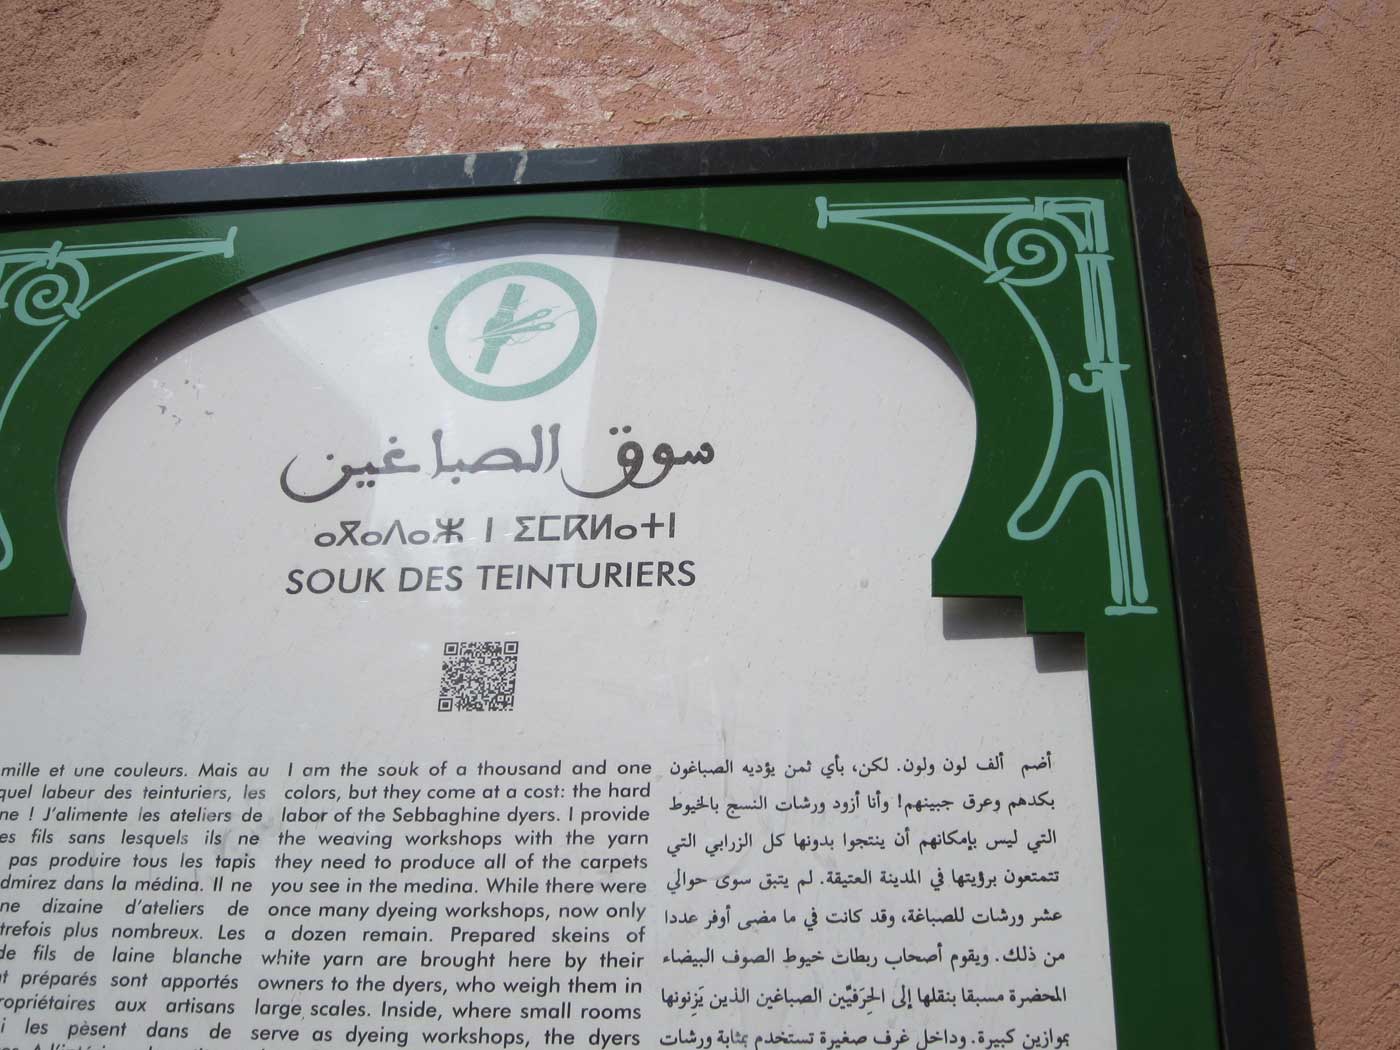 سوق الصباغين
ⴰⴳⴰⴷⴰⵣ ⵏ ⵉⵎⴽⵍⴰⵜⵏ
SOUK DES TEINTURIERS
mille et une couleurs. Mais au
quel labeur des teinturiers, les
ne ! J'alimente les ateliers de
es fils sans lesquels ils ne
pas produire tous les tapis
dmirez dans la médina. Il ne
ne dizaine d'ateliers de
trefois plus nombreux. Les
de fils de laine blanche
nt préparés sont apportés
ropriétaires aux artisans
i les pèsent dans de
I am the souk of a thousand and one
colors, but they come at a cost: the hard
labor of the Sebbaghine dyers. I provide
the weaving workshops with the yarn
they need to produce all of the carpets
you see in the medina. While there were
once many dyeing workshops, now only
a dozen remain. Prepared skeins of
white yarn are brought here by their
owners to the dyers, who weigh them in
large scales. Inside, where small rooms
serve as dyeing workshops, the dyers
أضم ألف لون ولون. لكن، بأي ثمن يؤديه الصباغون
بكدهم وعرق جبينهم! وأنا أزود ورشات النسج بالخيوط
التي ليس بإمكانهم أن ينتجوا بدونها كل الزرابي التي
تتمتعون برؤيتها في المدينة العتيقة. لم يتبق سوى حوالي
عشر ورشات للصباغة، وقد كانت في ما مضى أوفر عددا
من ذلك. ويقوم أصحاب ربطات خيوط الصوف البيضاء
المحضرة مسبقا بنقلها إلى الحِرَفيِّين الصباغين الذين يَزِنونها
بموازين كبيرة. وداخل غرف صغيرة تستخدم بمثابة ورشات